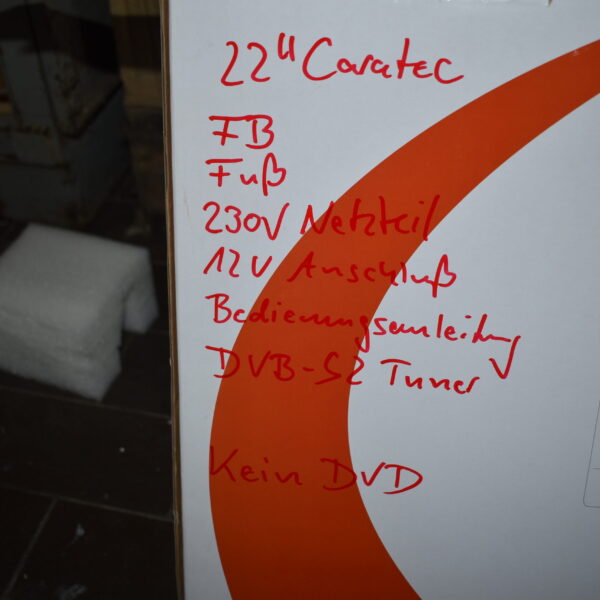 22" Caratec
FB
Fuß
230V Netzteil
12V Anschluß
Bedienungsanleitung
DVB-S2 Tuner
Kein DVD